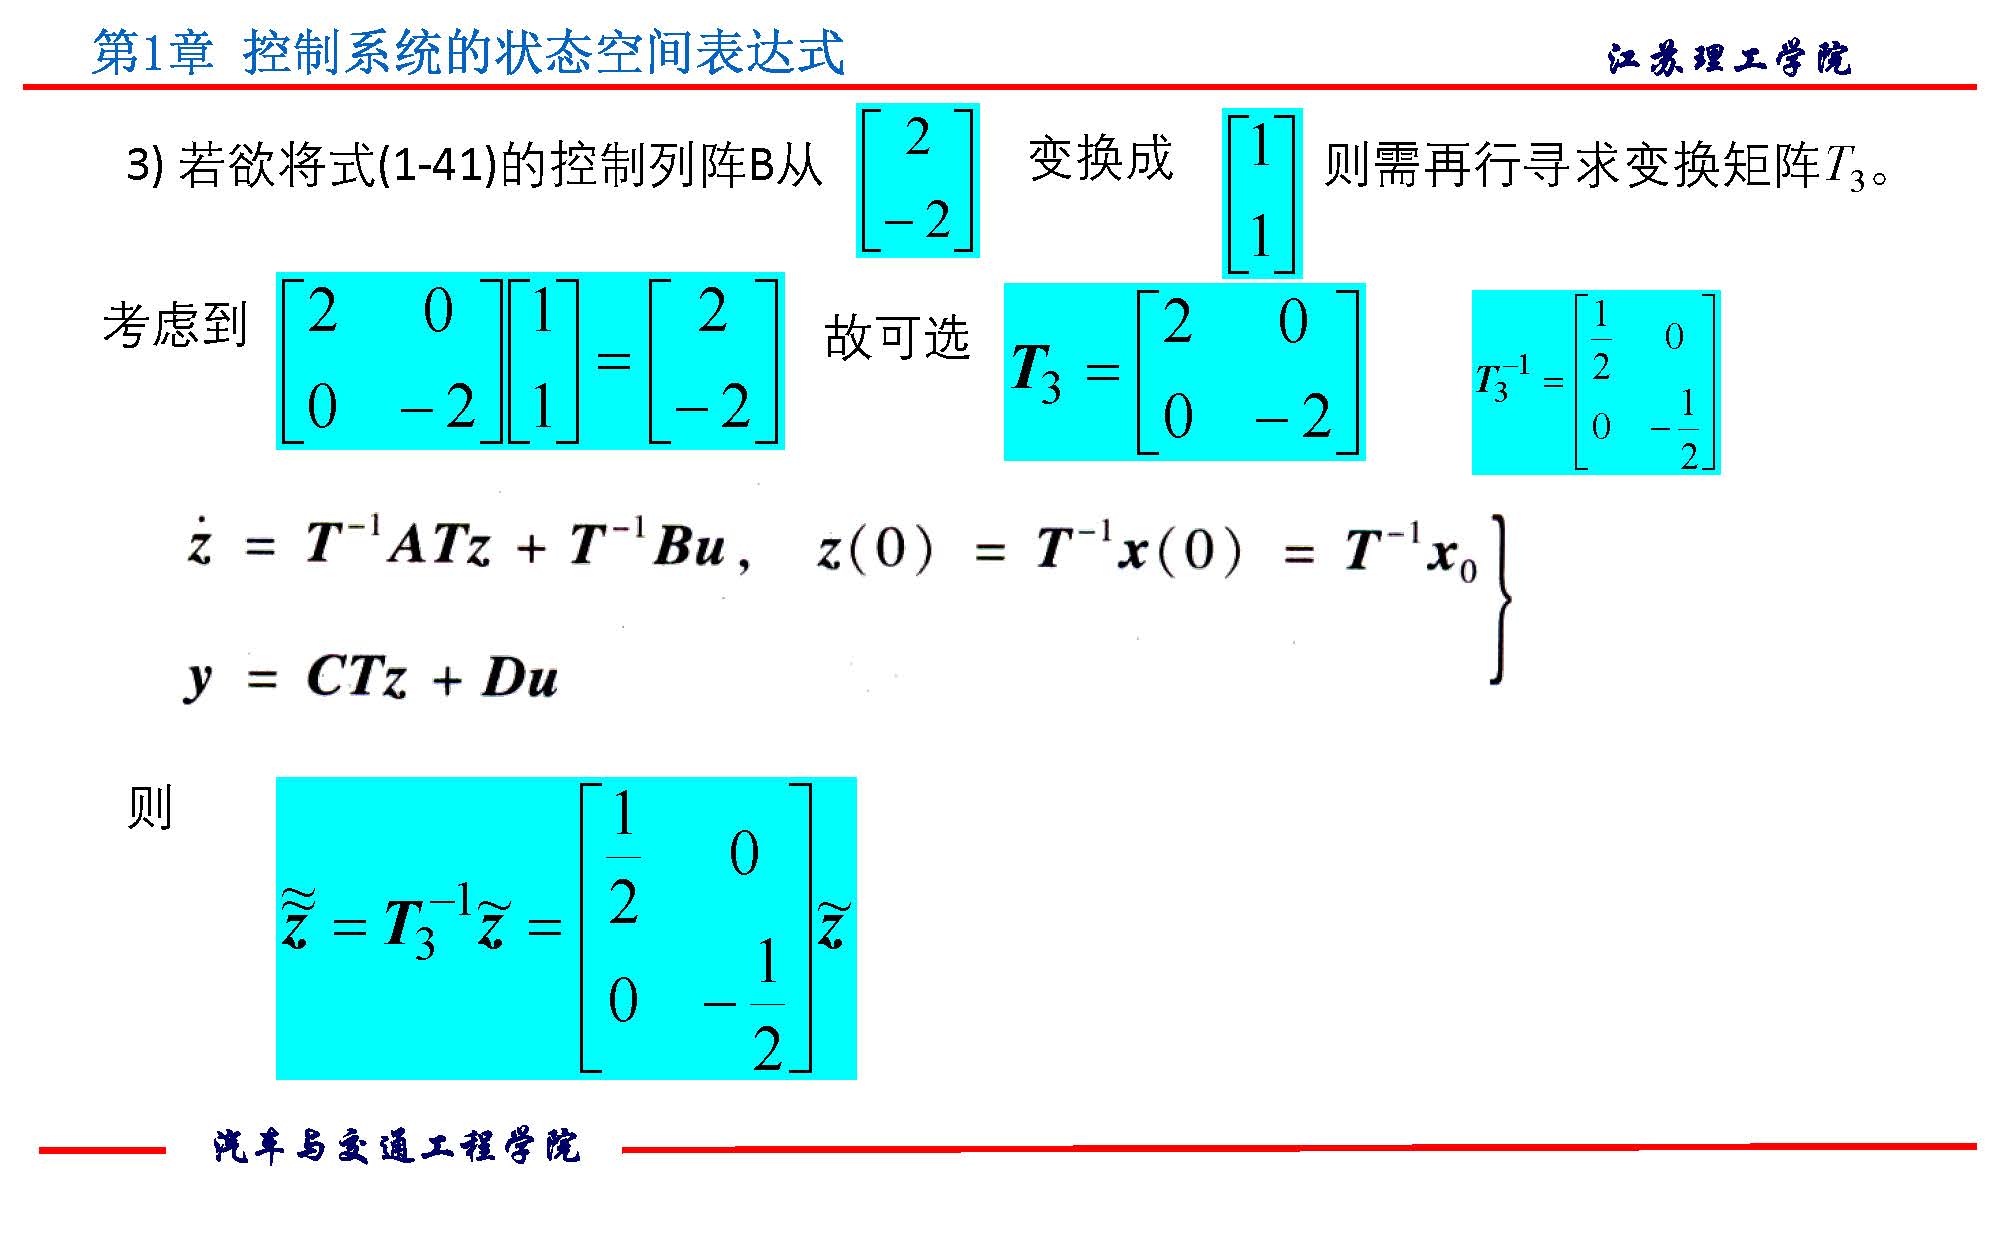 第1章 控制系统的状态空间表达式 江苏理工学院
3) 若欲将式(1-41)的控制列阵B从 $\begin{bmatrix} 2 \\ -2 \end{bmatrix}$ 变换成 $\begin{bmatrix} 1 \\ 1 \end{bmatrix}$ 则需再行寻求变换矩阵$T_3$。
考虑到 $\begin{bmatrix} 2 & 0 \\ 0 & -2 \end{bmatrix}\begin{bmatrix} 1 \\ 1 \end{bmatrix} = \begin{bmatrix} 2 \\ -2 \end{bmatrix}$ 故可选 $T_3 = \begin{bmatrix} 2 & 0 \\ 0 & -2 \end{bmatrix}$ $T_3^{-1} = \begin{bmatrix} \frac{1}{2} & 0 \\ 0 & -\frac{1}{2} \end{bmatrix}$
$\dot{z} = T^{-1}ATz + T^{-1}Bu, \quad z(0) = T^{-1}x(0) = T^{-1}x_0$ }
$y = CTz + Du$
则 $\tilde{\tilde{z}} = T_3^{-1}\tilde{z} = \begin{bmatrix} \frac{1}{2} & 0 \\ 0 & -\frac{1}{2} \end{bmatrix}\tilde{z}$
汽车与交通工程学院